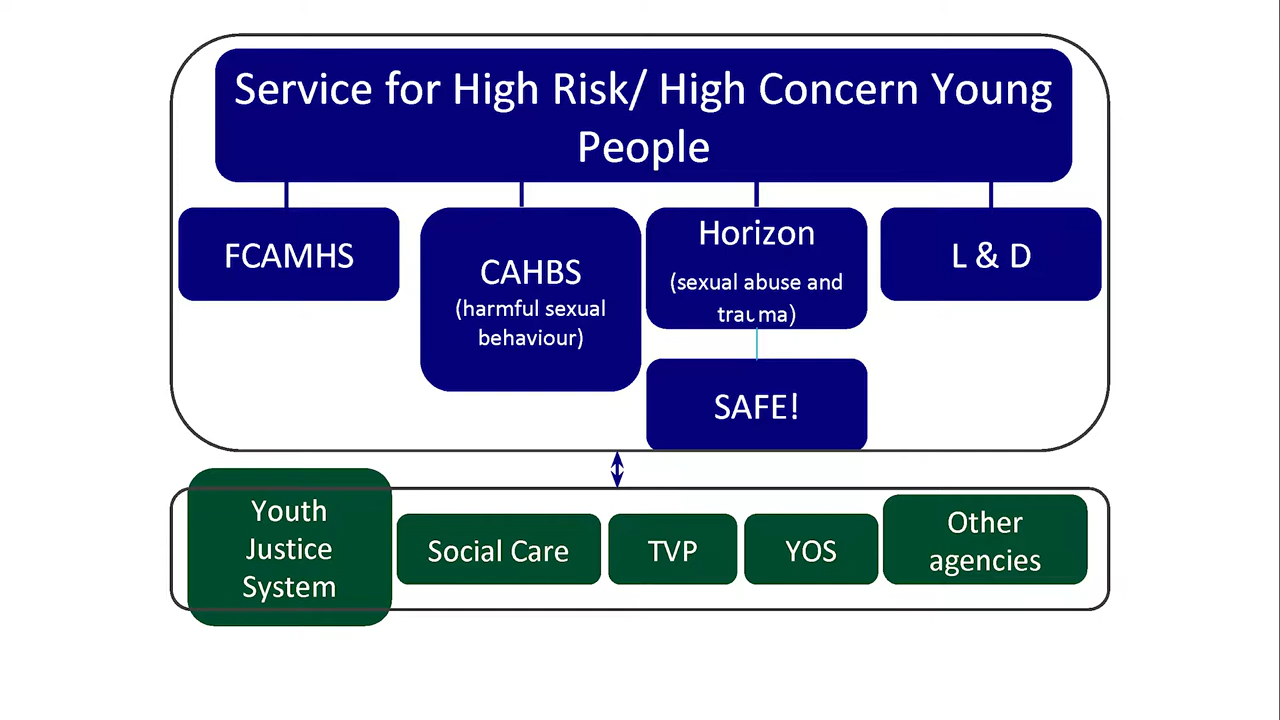 Service for High Risk/ High Concern Young
People
FCAMHS
CAHBS
(harmful sexual
behaviour)
Horizon
(sexual abuse and
trauma)
L & D
SAFE!
Youth
Justice
System
Social Care
TVP
YOS
Other
agencies